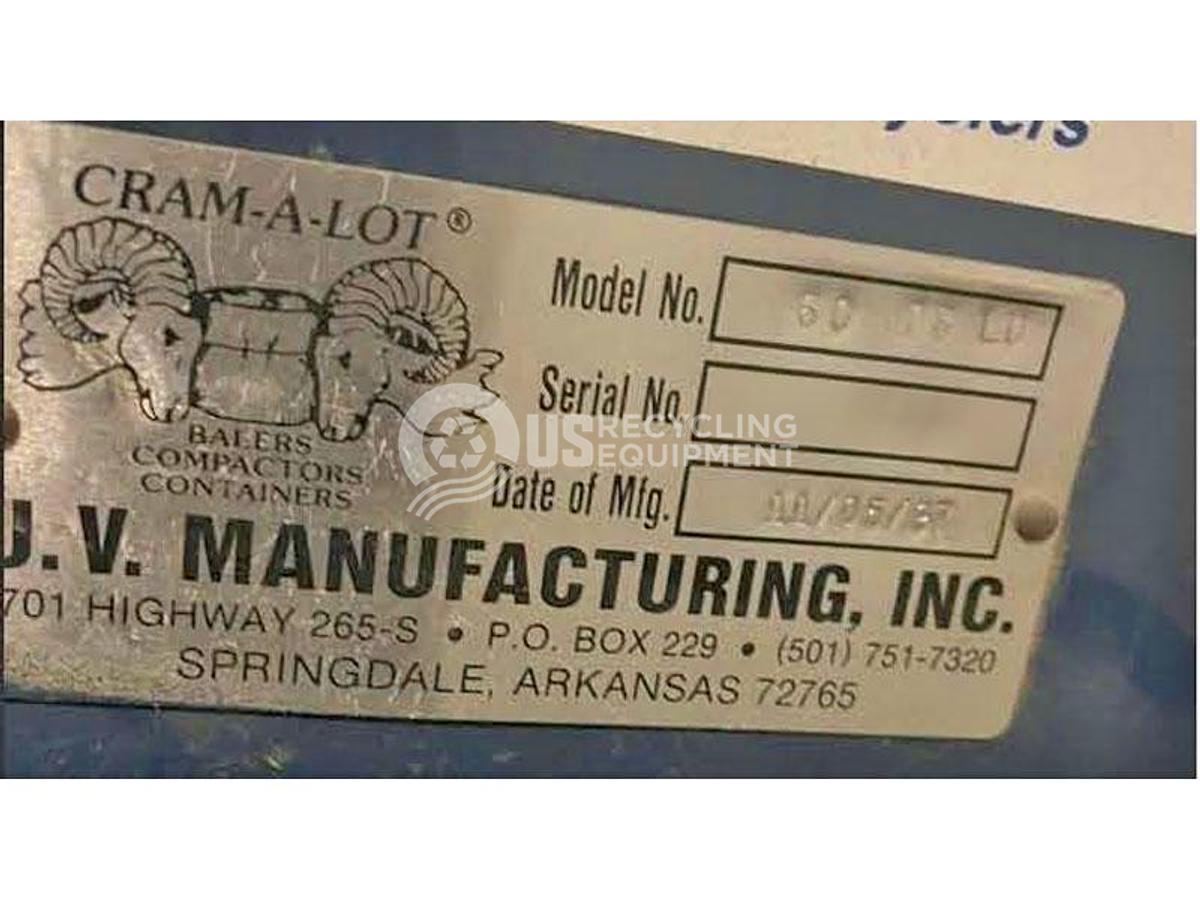 CRAM-A-LOT®
BALERS
COMPACTORS
CONTAINERS
Model No.
Serial No.
Date of Mfg.
J.V. MANUFACTURING, INC.
701 HIGHWAY 265-S • P.O. BOX 229 • (501) 751-7320
SPRINGDALE, ARKANSAS 72765
US RECYCLING
EQUIPMENT